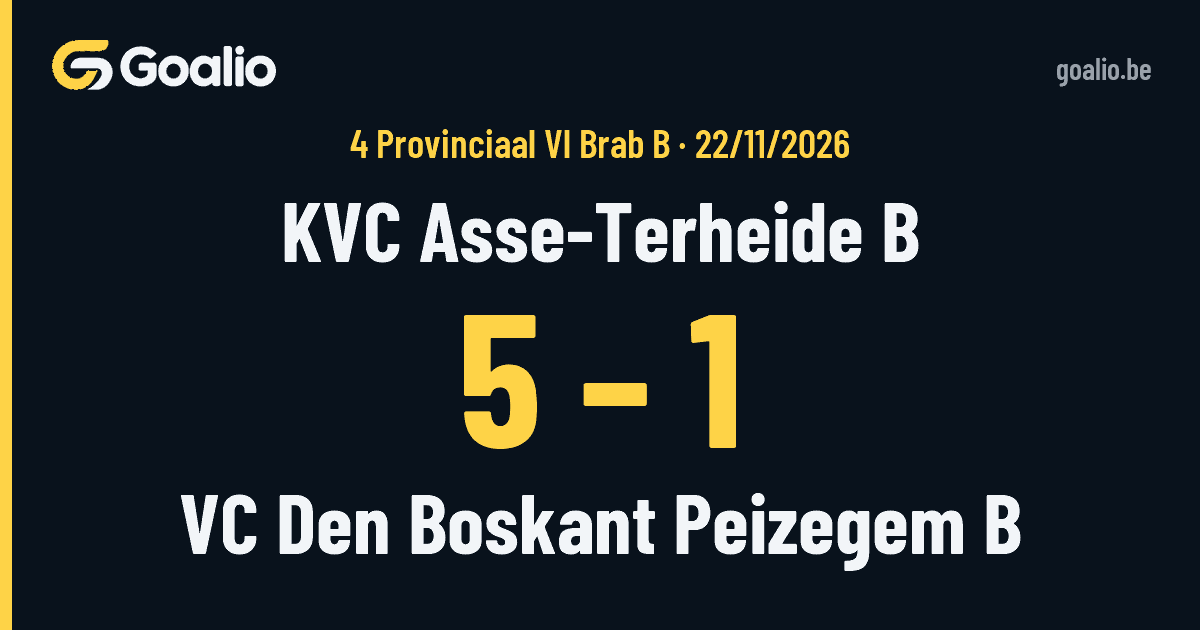 Goalio
goalio.be
4 Provinciaal Vl Brab B · 22/11/2026
KVC Asse-Terheide B
5 - 1
VC Den Boskant Peizegem B